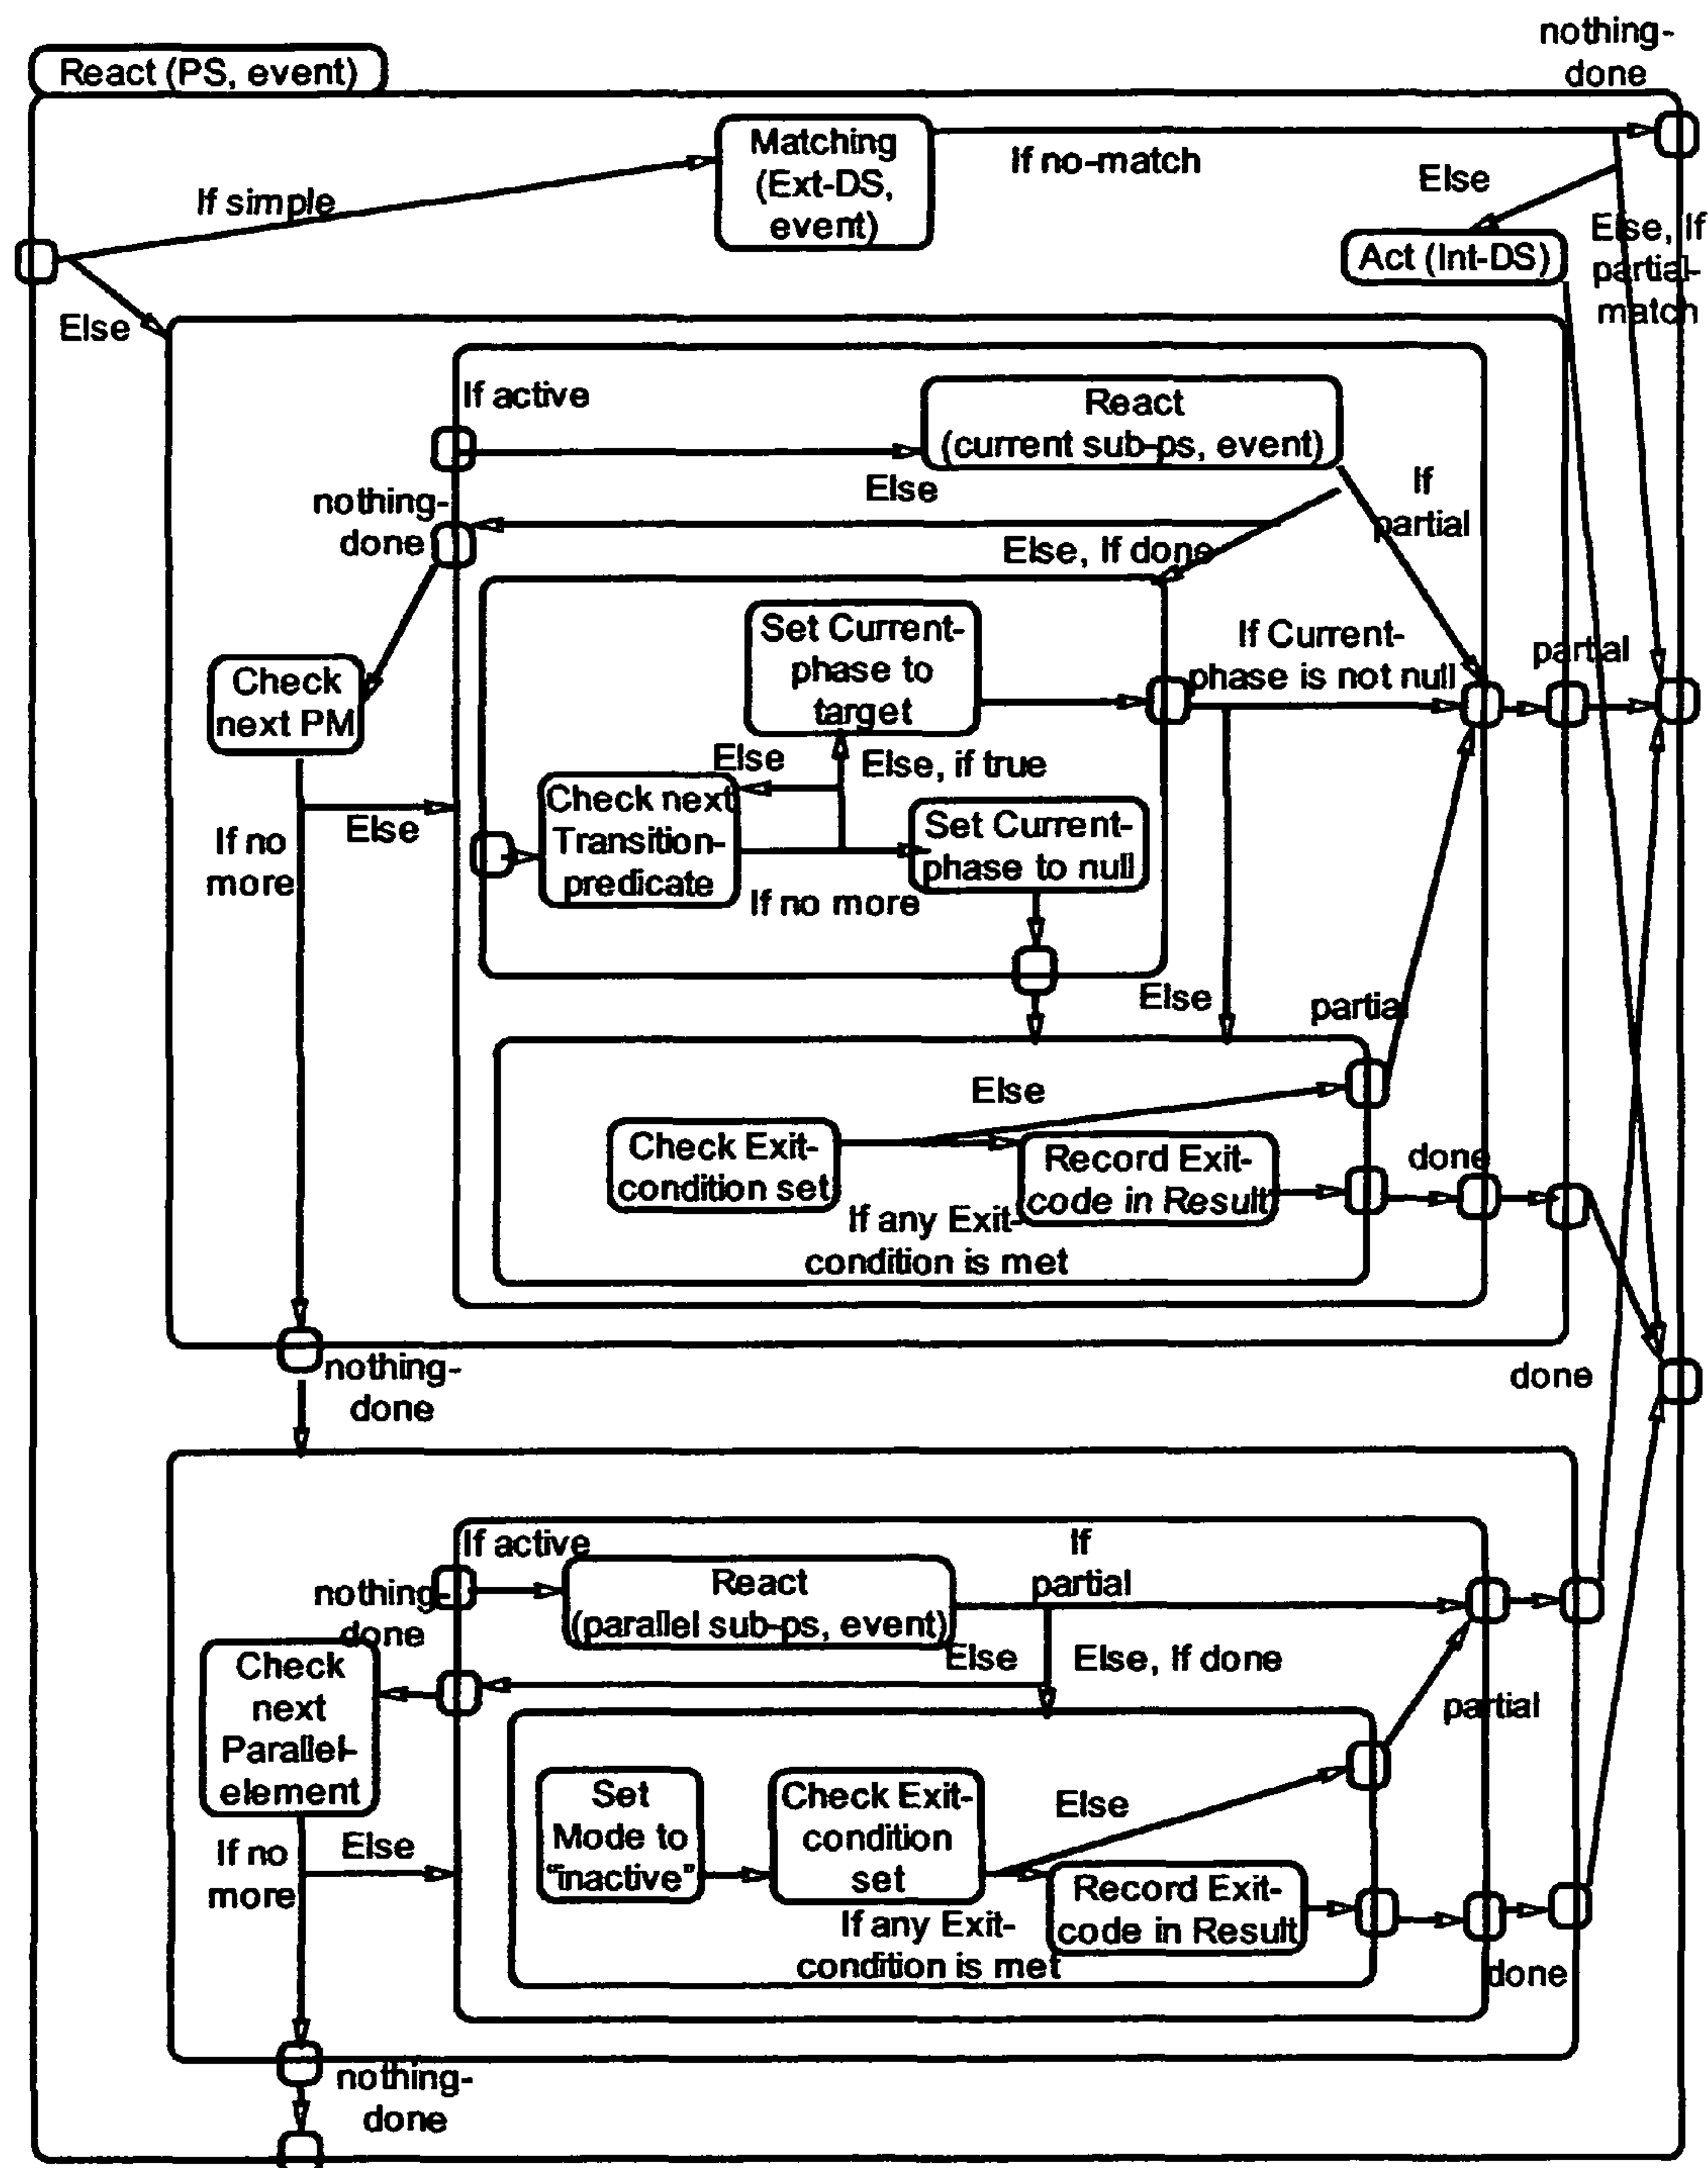 nothing-
done
React (PS, event)
Matching
(Ext-DS,
event)
If no-match
Else
If simple
Else, If
partial-
match
Act (Int-DS)
Else
If active
React
(current sub-ps, event)
Else
If
partial
nothing-
done
Else, If done
Set Current-
phase to
target
If Current-
phase is not null
partial
Check
next PM
Else
Else, if true
Check next
Transition-
predicate
Set Current-
phase to null
If no more
Else
If no
more
Else
partial
Else
Check Exit-
condition set
Record Exit-
code in Result
done
If any Exit-
condition is met
nothing-
done
done
If active
If
partial
nothing-
done
React
(parallel sub-ps, event)
Else
Else, If done
Check
next
Parallel-
element
partial
Set
Mode to
"inactive"
Check Exit-
condition
set
Else
If no
more
Else
Record Exit-
code in Result
If any Exit-
condition is met
done
nothing-
done